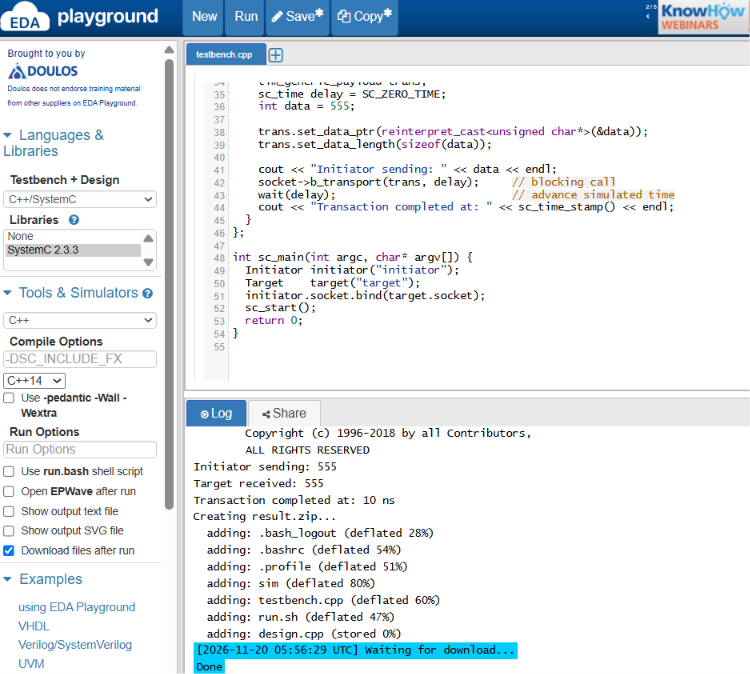 EDA playground
New
Run
Save*
Copy*
2/5
KnowHow
WEBINARS
Brought to you by
DOULOS
Doulos does not endorse training material
from other suppliers on EDA Playground.
Languages &
Libraries
Testbench + Design
C++/SystemC
Libraries
None
SystemC 2.3.3
Tools & Simulators
C++
Compile Options
-DSC_INCLUDE_FX
C++14
Use -pedantic -Wall -
Wextra
Run Options
Run Options
Use run.bash shell script
Open EPWave after run
Show output text file
Show output SVG file
Download files after run
Examples
using EDA Playground
VHDL
Verilog/SystemVerilog
UVM
testbench.cpp
34 tlm_generic_payload trans;
35 sc_time delay = SC_ZERO_TIME;
36 int data = 555;
37
38 trans.set_data_ptr(reinterpret_cast<unsigned char*>(&data));
39 trans.set_data_length(sizeof(data));
40
41 cout << "Initiator sending: " << data << endl;
42 socket->b_transport(trans, delay); // blocking call
43 wait(delay); // advance simulated time
44 cout << "Transaction completed at: " << sc_time_stamp() << endl;
45 }
46 };
47
48 int sc_main(int argc, char* argv[]) {
49 Initiator initiator("initiator");
50 Target target("target");
51 initiator.socket.bind(target.socket);
52 sc_start();
53 return 0;
54 }
55
Log
Share
Copyright (c) 1996-2018 by all Contributors,
ALL RIGHTS RESERVED
Initiator sending: 555
Target received: 555
Transaction completed at: 10 ns
Creating result.zip...
adding: .bash_logout (deflated 28%)
adding: .bashrc (deflated 54%)
adding: .profile (deflated 51%)
adding: sim (deflated 80%)
adding: testbench.cpp (deflated 60%)
adding: run.sh (deflated 47%)
adding: design.cpp (stored 0%)
[2026-11-20 05:56:29 UTC] Waiting for download...
Done